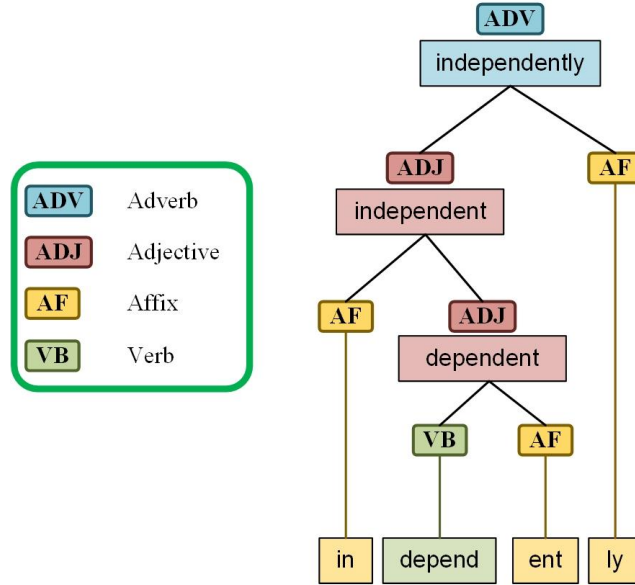 ADV
independently
ADJ AF
independent
AF ADJ
dependent
VB AF
in depend ent ly
ADV Adverb
ADJ Adjective
AF Affix
VB Verb